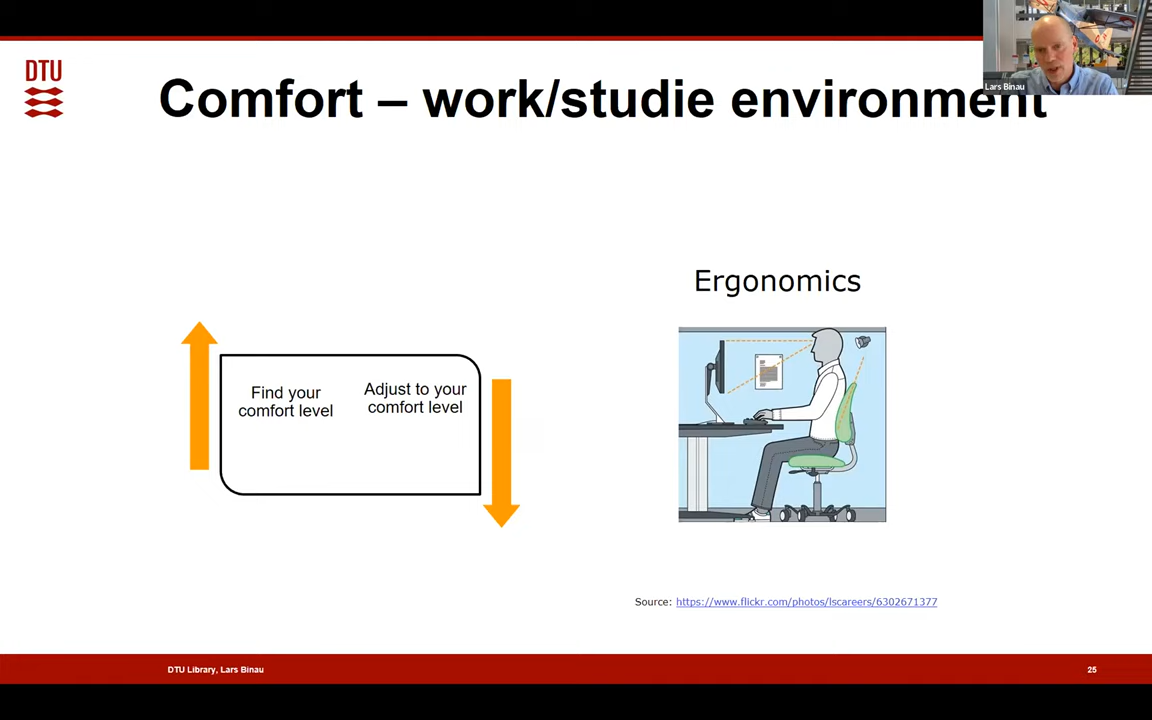 DTU
Lars Binau
Comfort – work/studie environment
Ergonomics
Find your
comfort level
Adjust to your
comfort level
Source: https://www.flickr.com/photos/lscareers/6302671377
DTU Library, Lars Binau
25